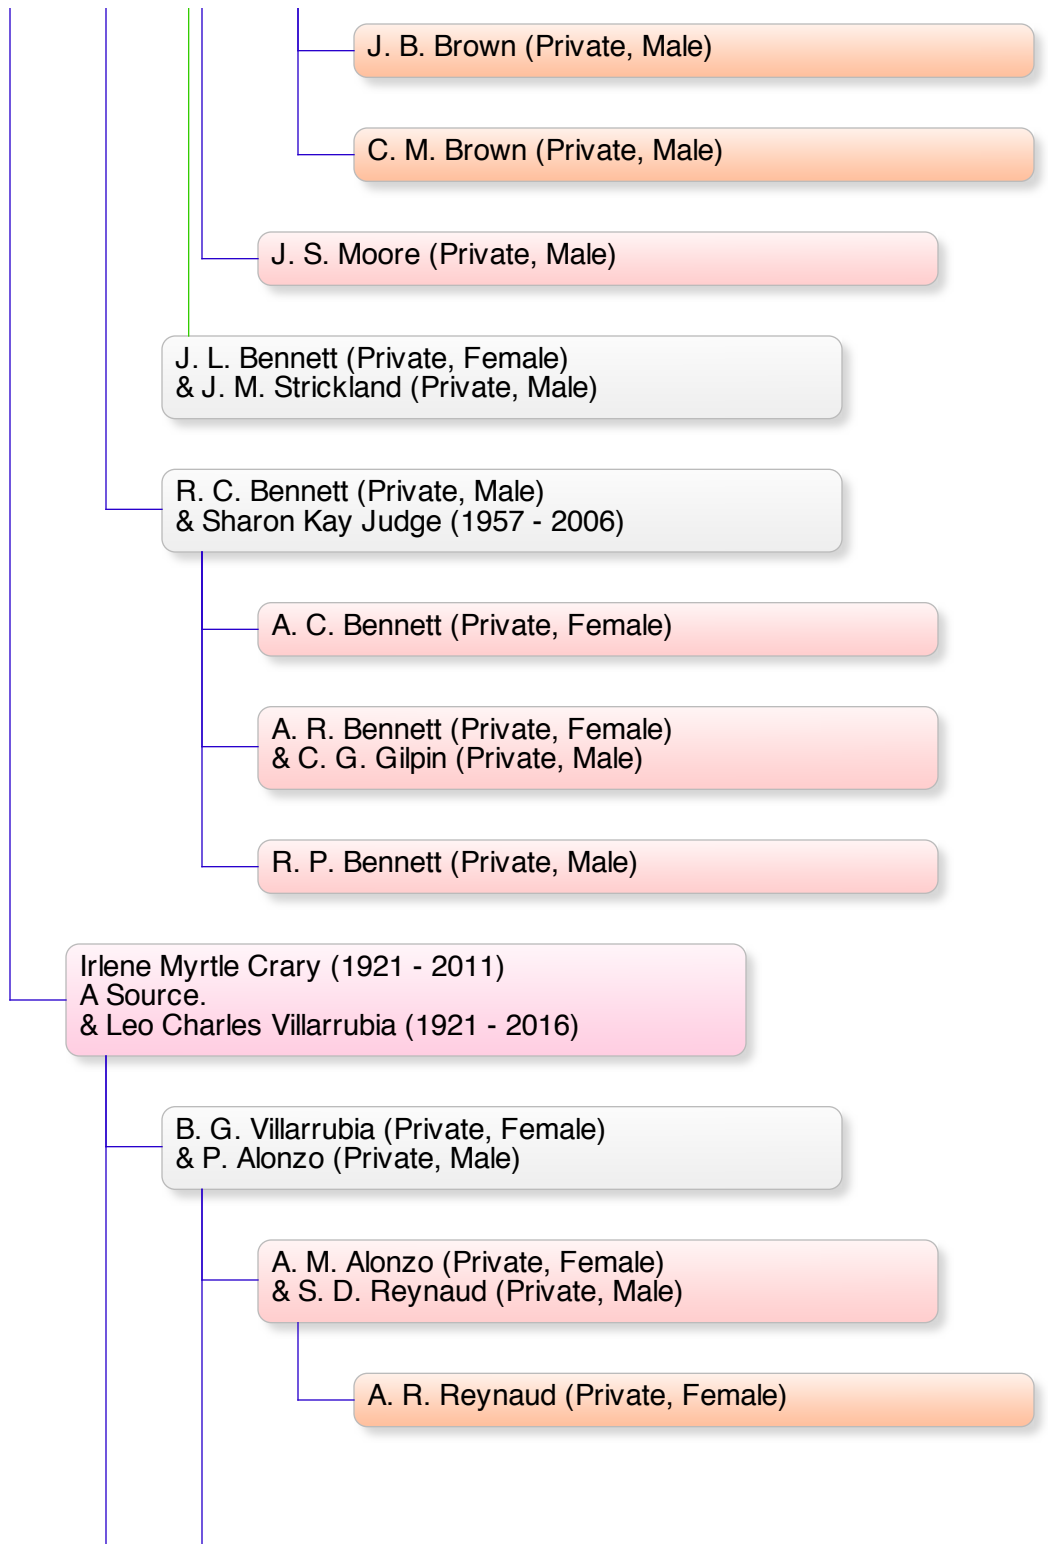 J. B. Brown (Private, Male)
C. M. Brown (Private, Male)
J. S. Moore (Private, Male)
J. L. Bennett (Private, Female)
& J. M. Strickland (Private, Male)
R. C. Bennett (Private, Male)
& Sharon Kay Judge (1957 - 2006)
A. C. Bennett (Private, Female)
A. R. Bennett (Private, Female)
& C. G. Gilpin (Private, Male)
R. P. Bennett (Private, Male)
Irlene Myrtle Crary (1921 - 2011)
A Source.
& Leo Charles Villarrubia (1921 - 2016)
B. G. Villarrubia (Private, Female)
& P. Alonzo (Private, Male)
A. M. Alonzo (Private, Female)
& S. D. Reynaud (Private, Male)
A. R. Reynaud (Private, Female)